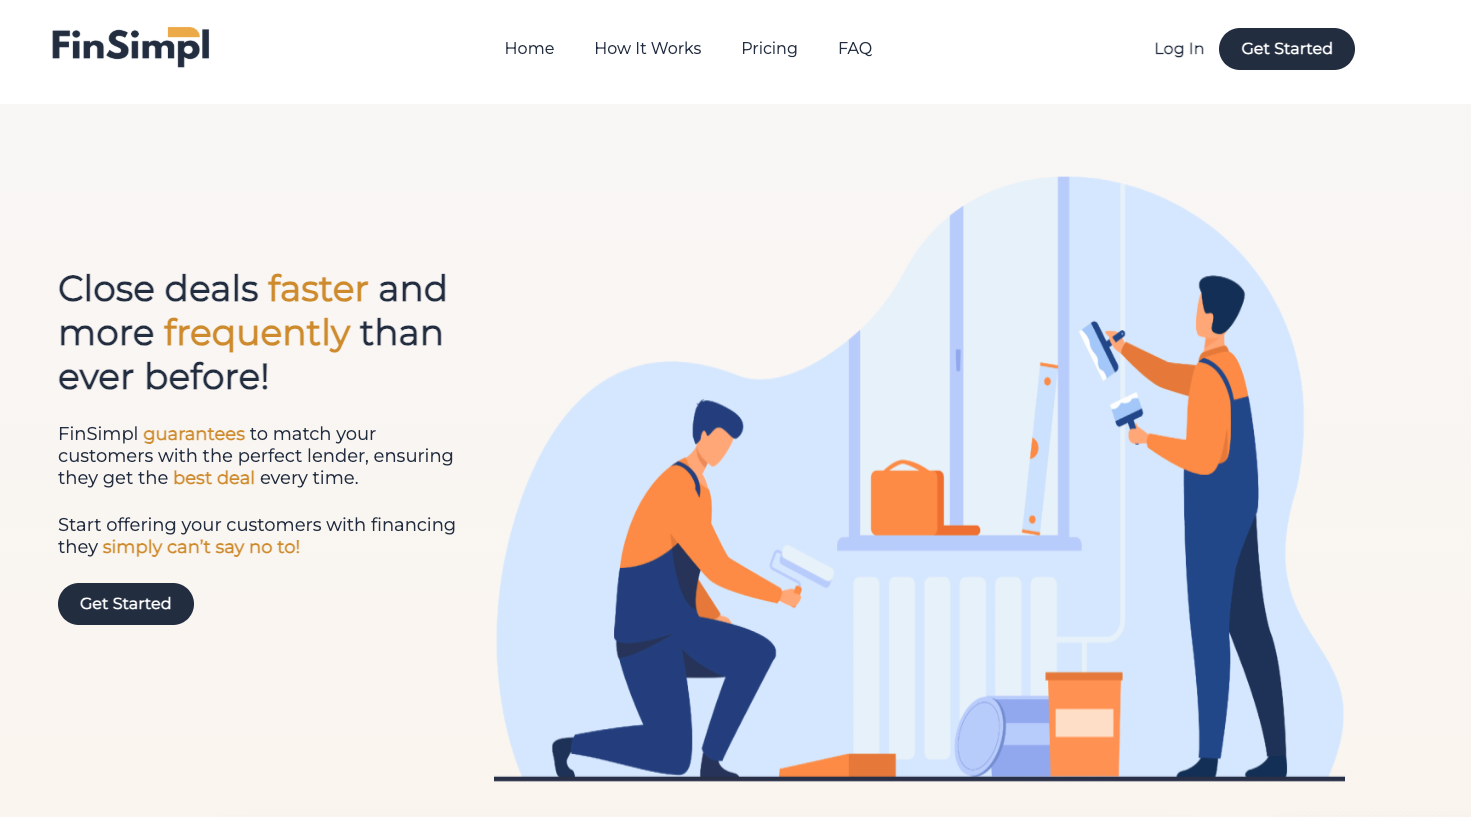 FinSimpl
Home
How It Works
Pricing
FAQ
Log In
Get Started
Close deals faster and
more frequently than
ever before!
FinSimpl guarantees to match your
customers with the perfect lender, ensuring
they get the best deal every time.
Start offering your customers with financing
they simply can’t say no to!
Get Started